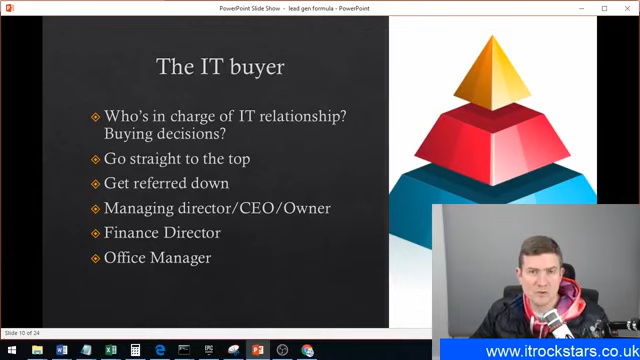 PowerPoint Slide Show - lead gen formula - PowerPoint
The IT buyer
Who's in charge of IT relationship?
Buying decisions?
Go straight to the top
Get referred down
Managing director/CEO/Owner
Finance Director
Office Manager
Slide 10 of 24
www.itrockstars.co.uk